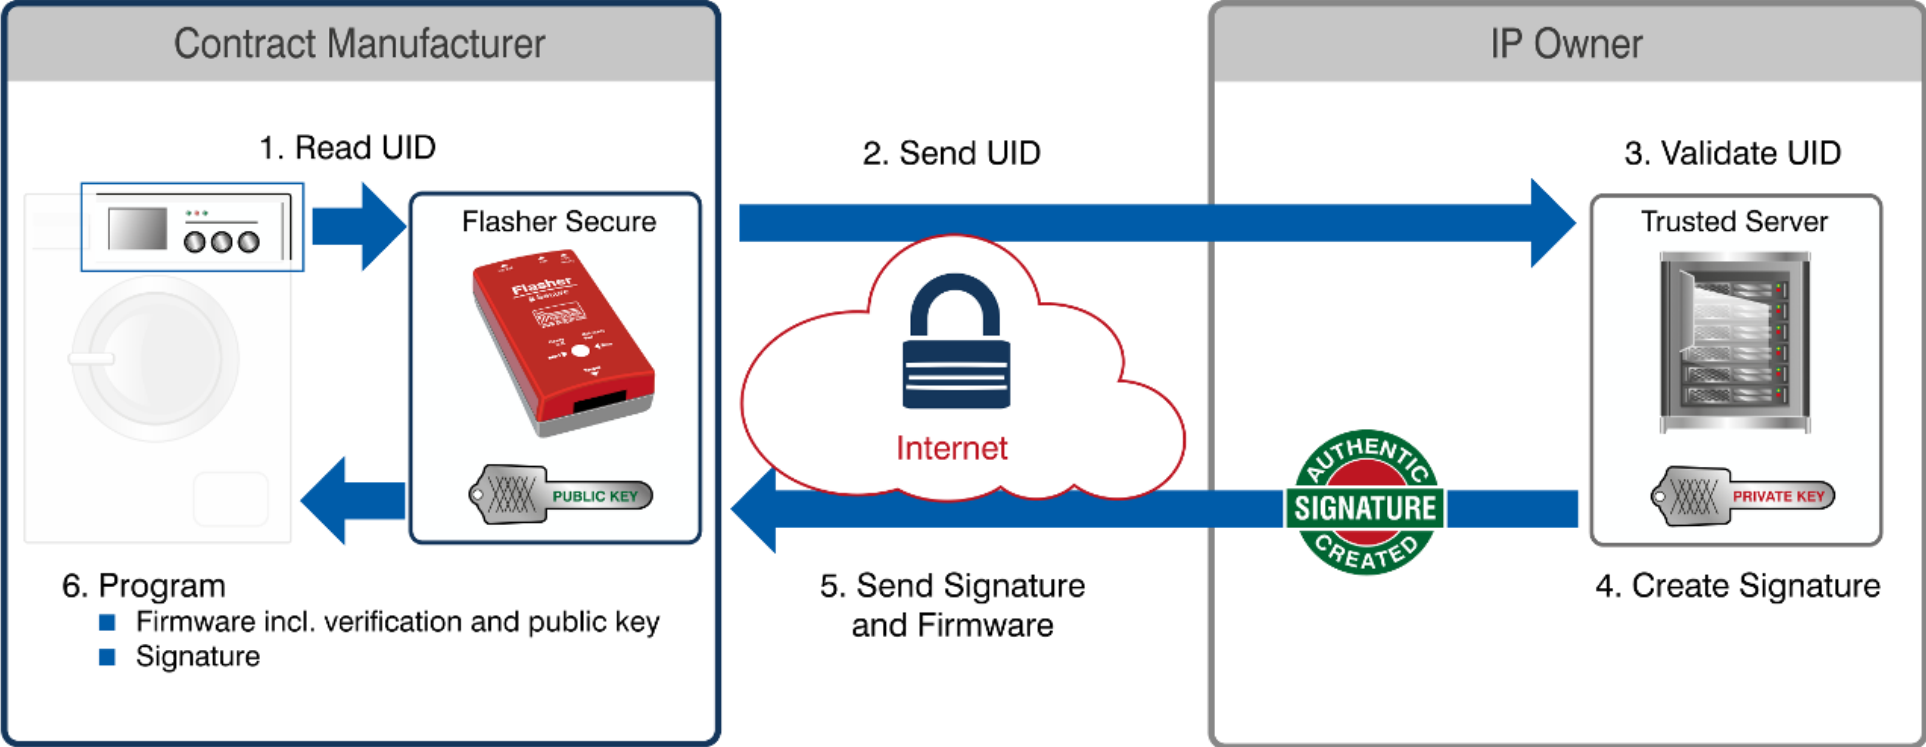 Contract Manufacturer
IP Owner
1. Read UID
2. Send UID
3. Validate UID
Flasher Secure
Trusted Server
Flasher
Internet
PUBLIC KEY
PRIVATE KEY
AUTHENTIC
SIGNATURE
CREATED
6. Program
Firmware incl. verification and public key
Signature
5. Send Signature
and Firmware
4. Create Signature